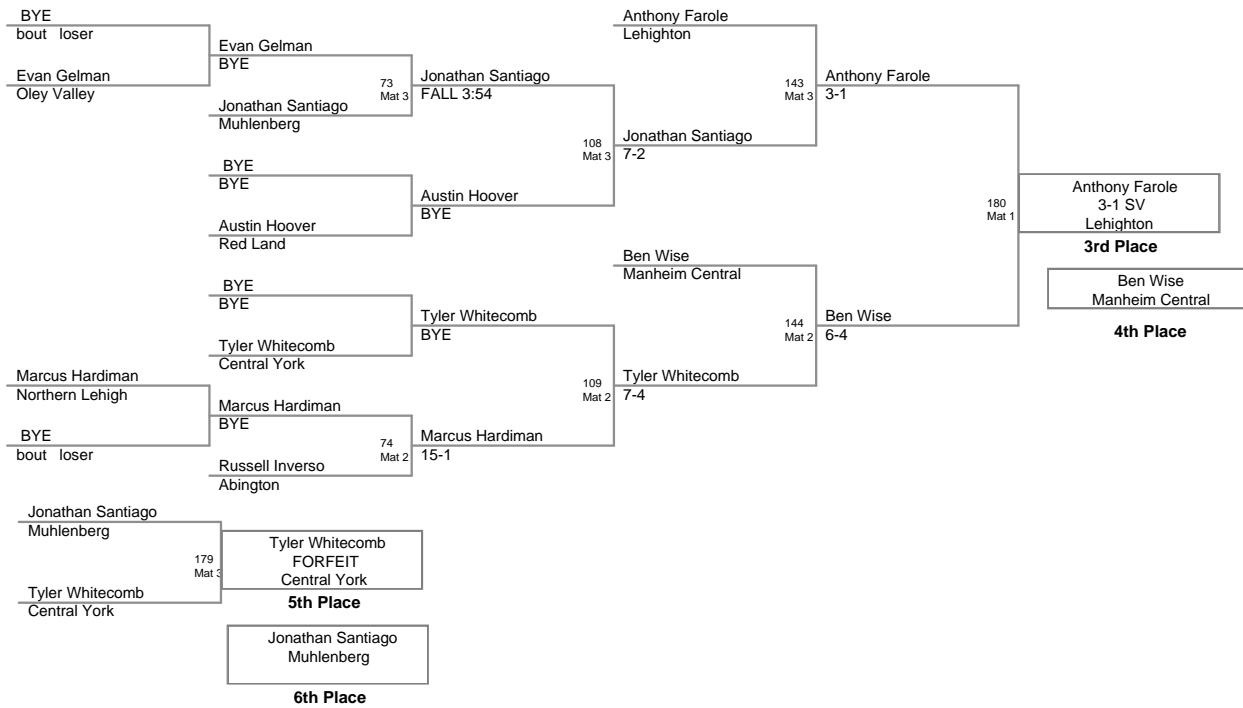 BYE
bout loser
Evan Gelman
Oley Valley
Evan Gelman
BYE
73
Mat 3
Jonathan Santiago
Muhlenberg
Jonathan Santiago
FALL 3:54
BYE
BYE
Austin Hoover
Red Land
Austin Hoover
BYE
108
Mat 3
Anthony Farole
Lehighton
Jonathan Santiago
7-2
143
Mat 3
Anthony Farole
3-1
BYE
BYE
Tyler Whitecomb
Central York
Tyler Whitecomb
BYE
Marcus Hardiman
Northern Lehigh
BYE
bout loser
Marcus Hardiman
BYE
74
Mat 2
Russell Inverso
Abington
Marcus Hardiman
15-1
109
Mat 2
Ben Wise
Manheim Central
Tyler Whitecomb
7-4
144
Mat 2
Ben Wise
6-4
180
Mat 1
Anthony Farole
3-1 SV
Lehighton
3rd Place
Ben Wise
Manheim Central
4th Place
Jonathan Santiago
Muhlenberg
179
Mat 3
Tyler Whitecomb
Central York
Tyler Whitecomb
FORFEIT
Central York
5th Place
Jonathan Santiago
Muhlenberg
6th Place